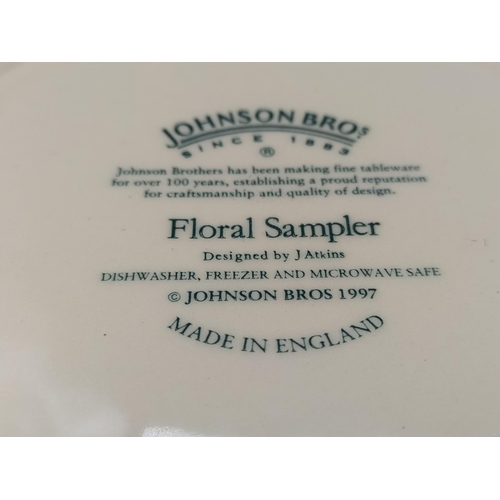 JOHNSON BROS
SINCE 1883
®
Johnson Brothers has been making fine tableware
for over 100 years, establishing a proud reputation
for craftsmanship and quality of design.
Floral Sampler
Designed by J Atkins
DISHWASHER, FREEZER AND MICROWAVE SAFE
© JOHNSON BROS 1997
MADE IN ENGLAND